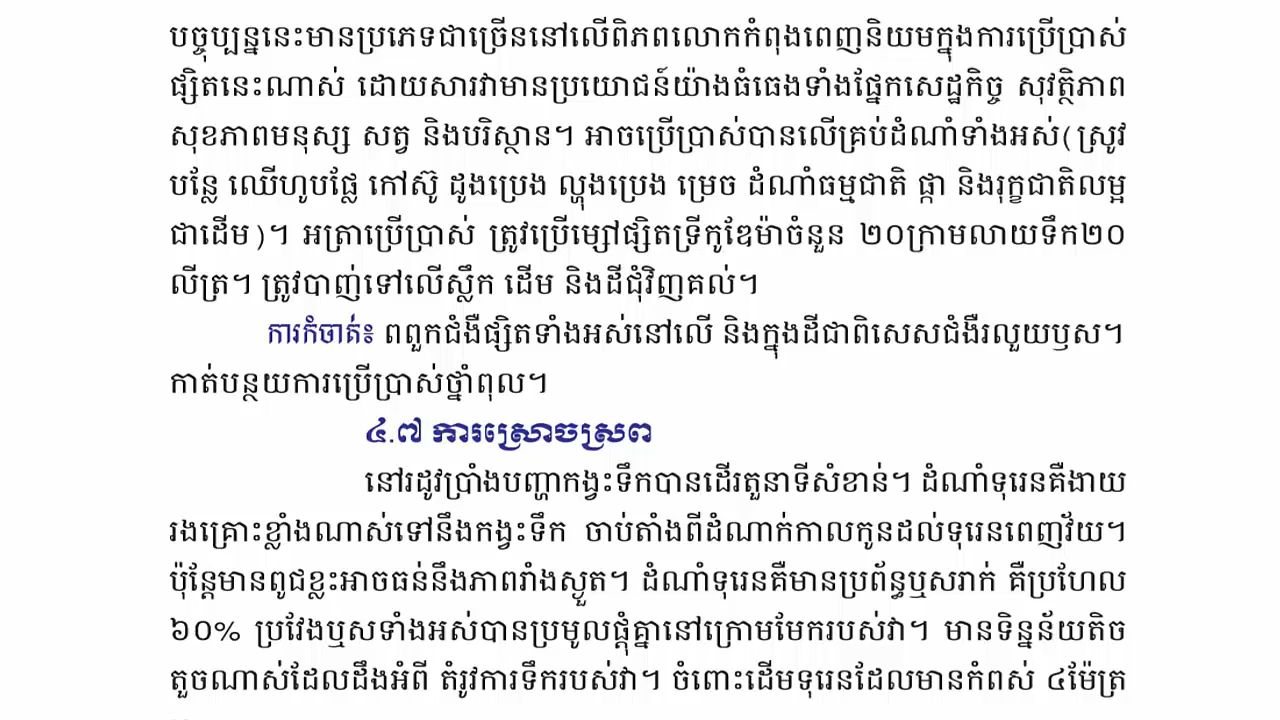 បច្ចុប្បន្ននេះមានប្រភេទជាច្រើននៅលើពិភពលោកកំពុងពេញនិយមក្នុងការប្រើប្រាស់
ផ្សិតនេះណាស់ ដោយសារវាមានប្រយោជន៍យ៉ាងធំធេងទាំងផ្នែកសេដ្ឋកិច្ច សុវត្ថិភាព
សុខភាពមនុស្ស សត្វ និងបរិស្ថាន។ អាចប្រើប្រាស់បានលើគ្រប់ដំណាំទាំងអស់(ស្រូវ
បន្លែ ឈើហូបផ្លែ កៅស៊ូ ដូងប្រេង ល្ហុងប្រេង ម្រេច ដំណាំធម្មជាតិ ផ្កា និងរុក្ខជាតិលម្អ
ជាដើម)។ អត្រាប្រើប្រាស់ ត្រូវប្រើម្សៅផ្សិតទ្រីកូឌែម៉ាចំនួន ២០ក្រាមលាយទឹក២០
លីត្រ។ ត្រូវបាញ់ទៅលើស្លឹក ដើម និងដីជុំវិញគល់។
ការកំចាត់៖ ពពួកជំងឺផ្សិតទាំងអស់នៅលើ និងក្នុងដីជាពិសេសជំងឺរលួយឫស។
កាត់បន្ថយការប្រើប្រាស់ថ្នាំពុល។
៤.៧ ការស្រោចស្រព
នៅរដូវប្រាំងបញ្ហាកង្វះទឹកបានដើរតួនាទីសំខាន់។ ដំណាំទុរេនគឺងាយ
រងគ្រោះខ្លាំងណាស់ទៅនឹងកង្វះទឹក ចាប់តាំងពីដំណាក់កាលកូនដល់ទុរេនពេញវ័យ។
ប៉ុន្តែមានពូជខ្លះអាចធន់នឹងភាពរាំងស្ងួត។ ដំណាំទុរេនគឺមានប្រព័ន្ធឬសរាក់ គឺប្រហែល
៦០% ប្រវែងឬសទាំងអស់បានប្រមូលផ្ដុំគ្នានៅក្រោមមែករបស់វា។ មានទិន្នន័យតិច
តួចណាស់ដែលដឹងអំពី តំរូវការទឹករបស់វា។ ចំពោះដើមទុរេនដែលមានកំពស់ ៤ម៉ែត្រ